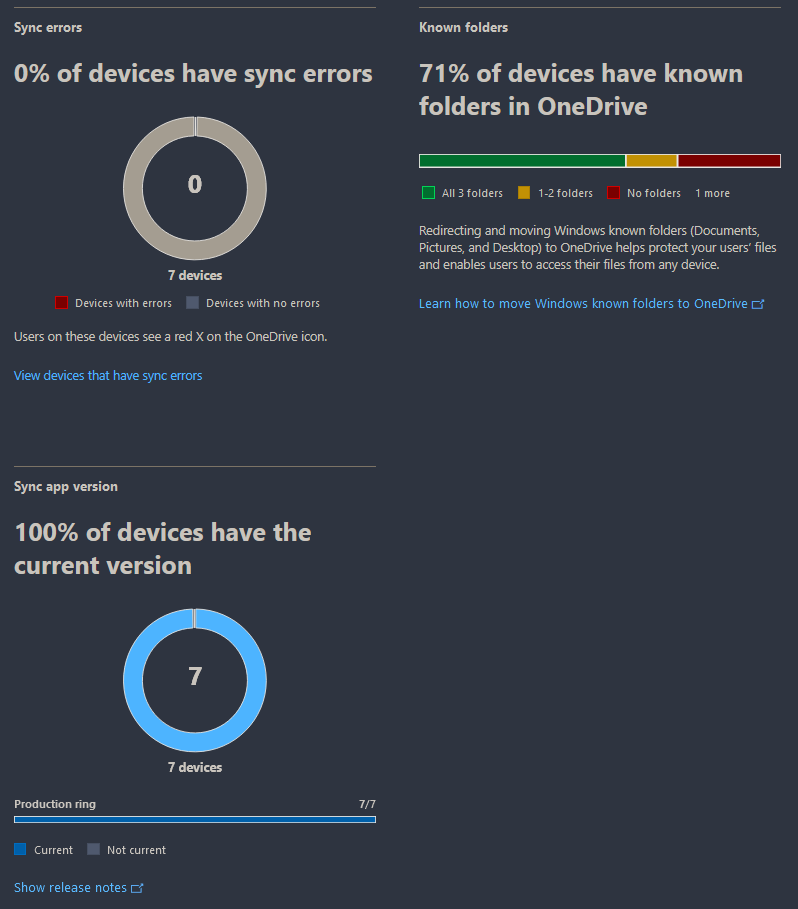 Sync errors
0% of devices have sync errors
0
7 devices
Devices with errors
Devices with no errors
Users on these devices see a red X on the OneDrive icon.
View devices that have sync errors
Known folders
71% of devices have known
folders in OneDrive
All 3 folders
1-2 folders
No folders
1 more
Redirecting and moving Windows known folders (Documents,
Pictures, and Desktop) to OneDrive helps protect your users' files
and enables users to access their files from any device.
Learn how to move Windows known folders to OneDrive
Sync app version
100% of devices have the
current version
7
7 devices
Production ring
7/7
Current
Not current
Show release notes